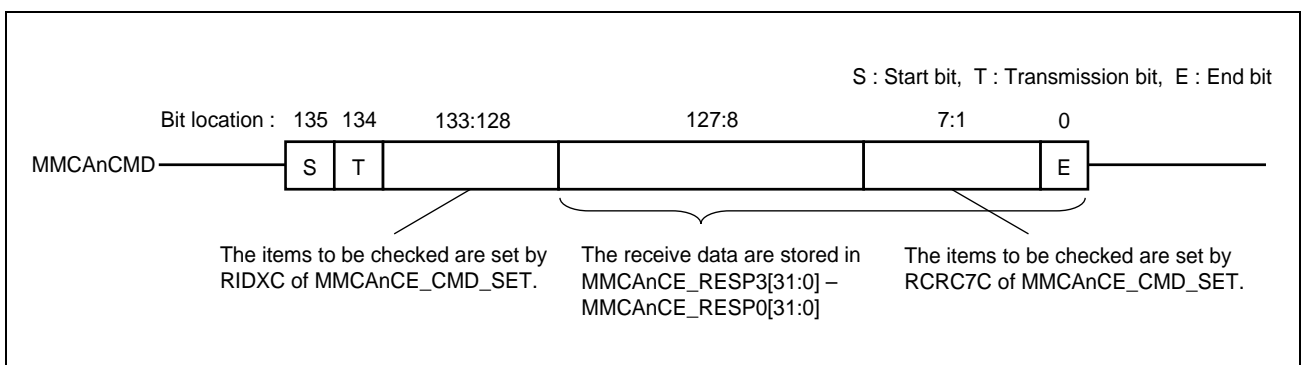 S : Start bit, T : Transmission bit, E : End bit
Bit location : 135 134 133:128 127:8 7:1 0
MMCAnCMD S T E
The items to be checked are set by
RIDXC of MMCAnCE_CMD_SET.
The receive data are stored in
MMCAnCE_RESP3[31:0] –
MMCAnCE_RESP0[31:0]
The items to be checked are set by
RCRC7C of MMCAnCE_CMD_SET.